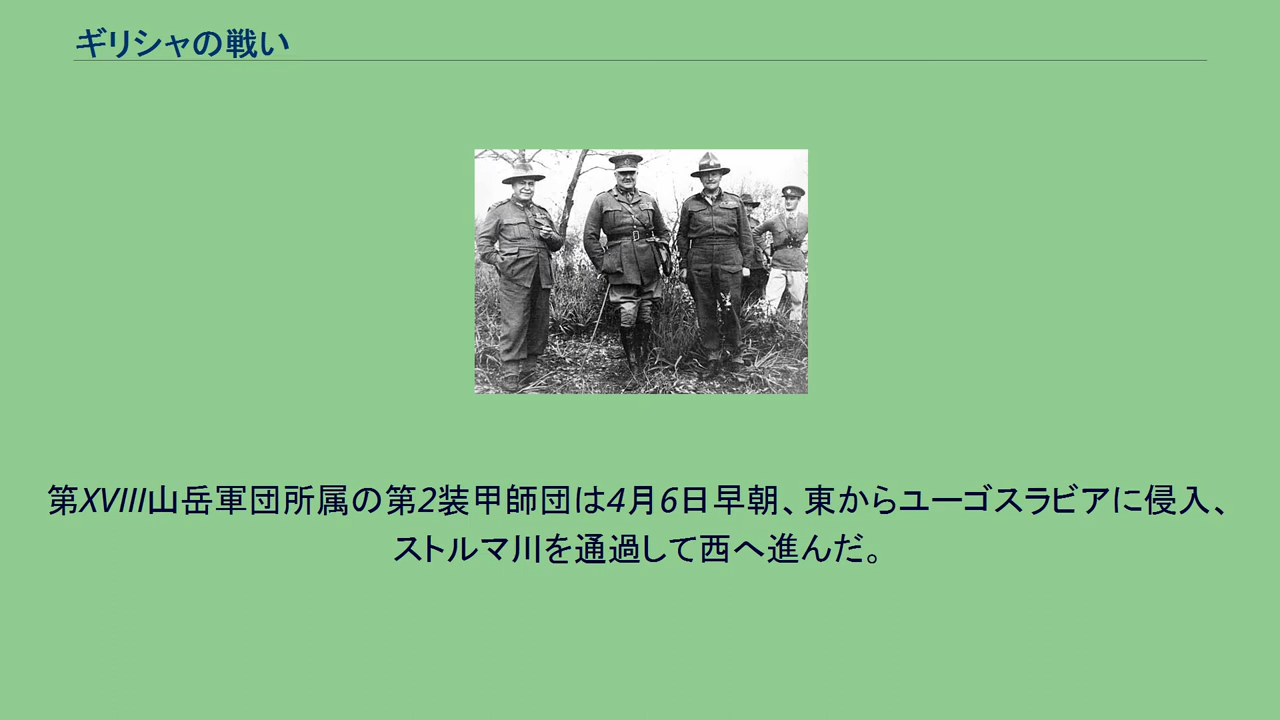 ギリシャの戦い
第XVIII山岳軍団所属の第2装甲師団は4月6日早朝、東からユーゴスラビアに侵入、
ストルマ川を通過して西へ進んだ。